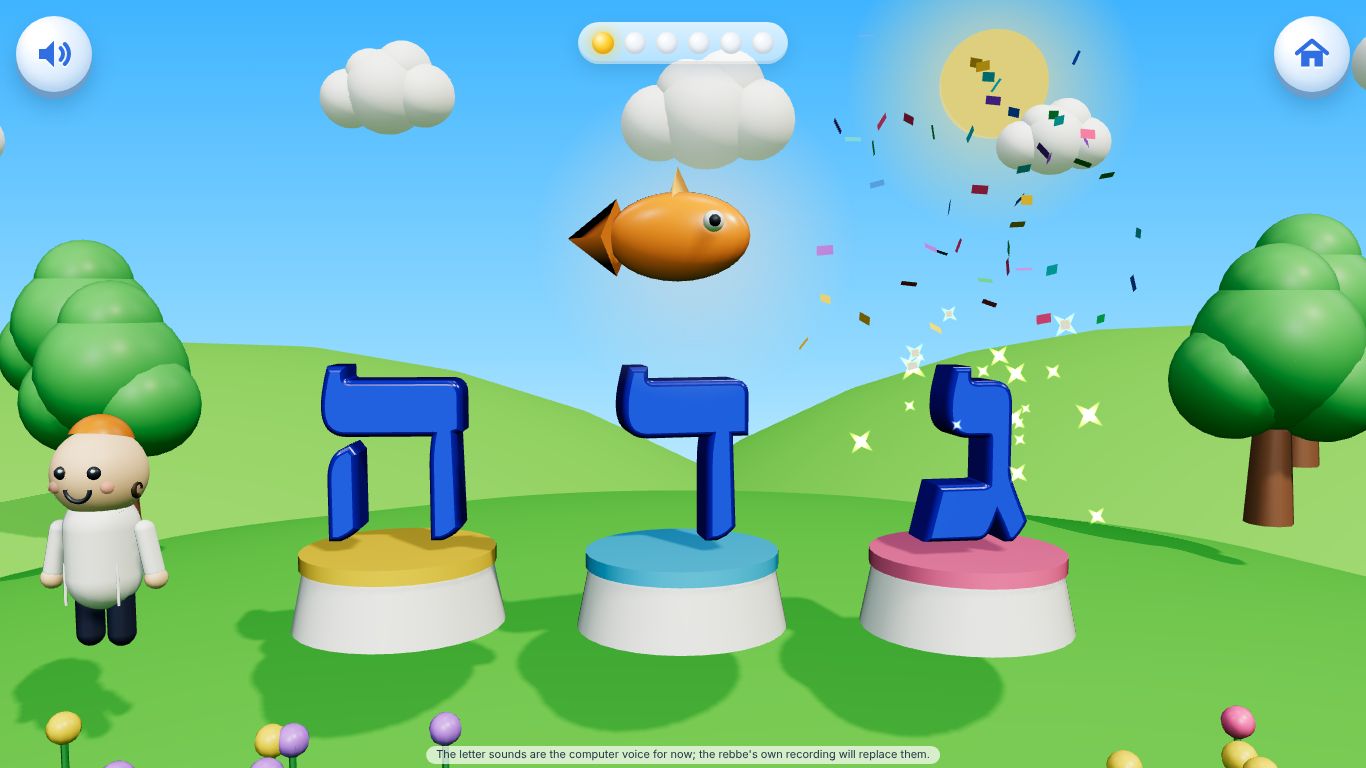 ה ד ג
The letter sounds are the computer voice for now; the rebbe's own recording will replace them.